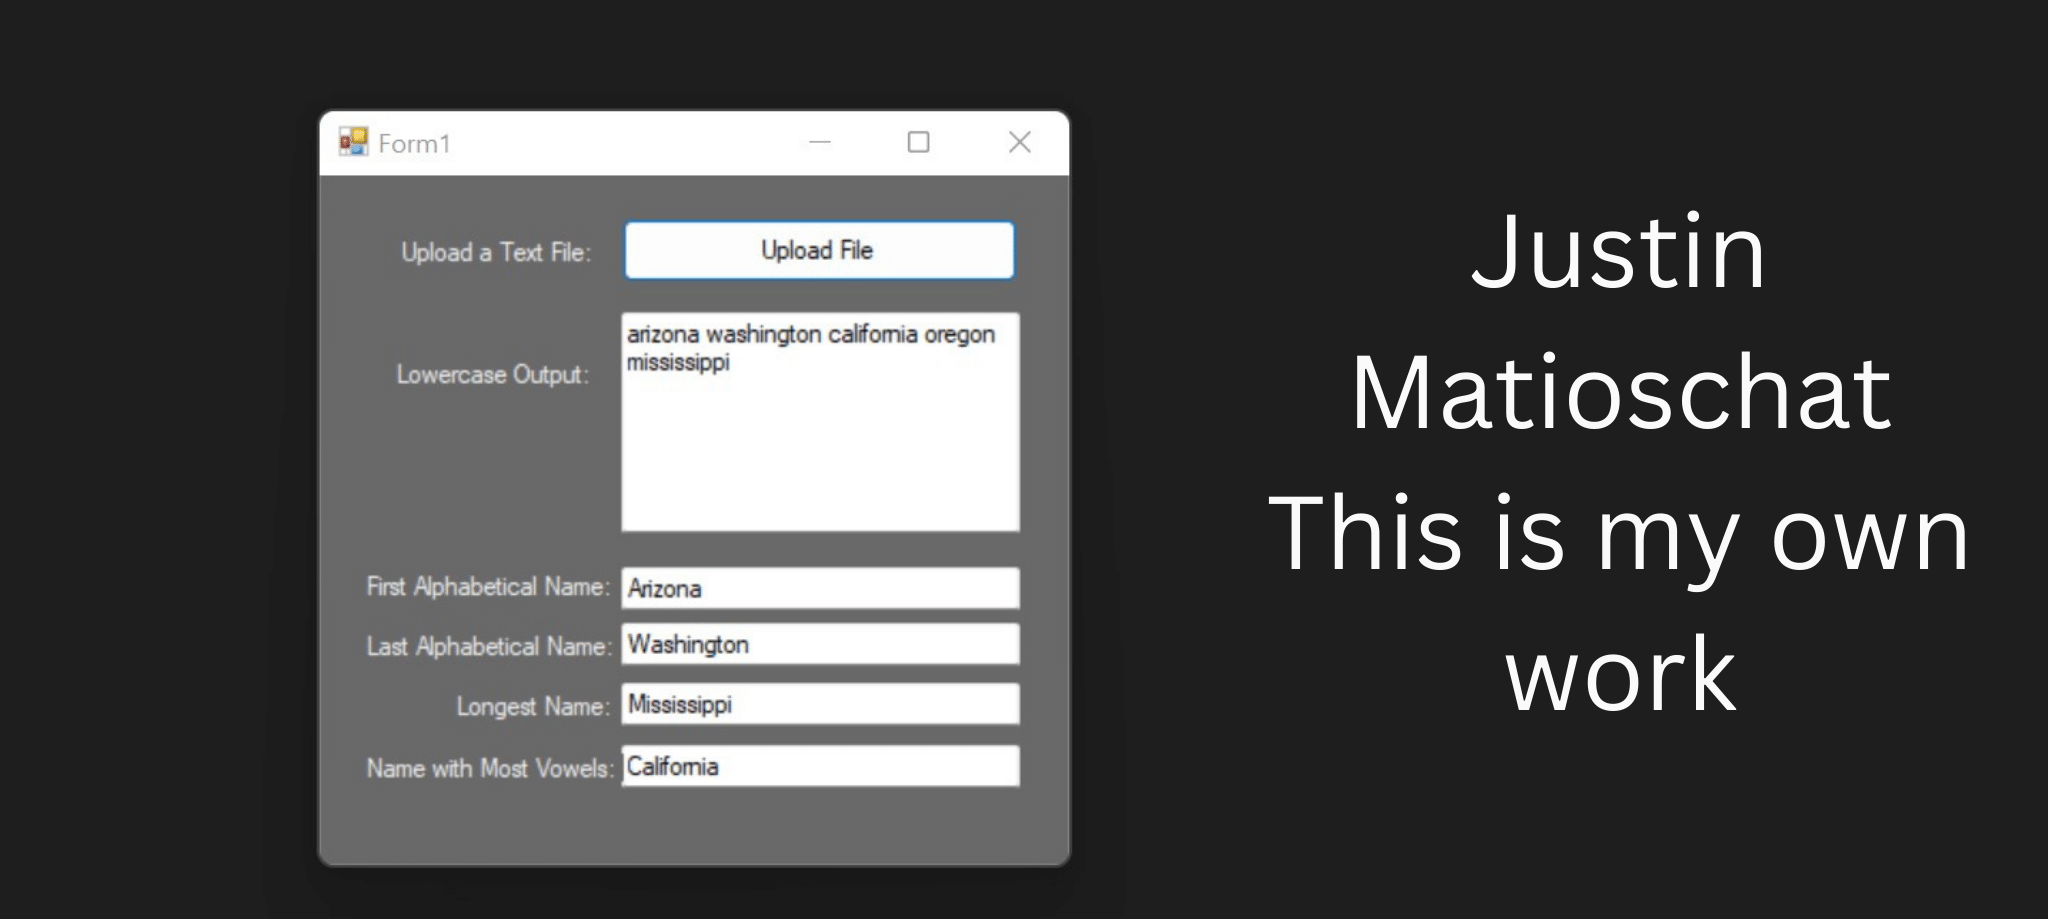 Form1
Upload a Text File:
Upload File
Lowercase Output:
arizona washington california oregon
mississippi
First Alphabetical Name:
Arizona
Last Alphabetical Name:
Washington
Longest Name:
Mississippi
Name with Most Vowels:
California
Justin
Matioschat
This is my own
work